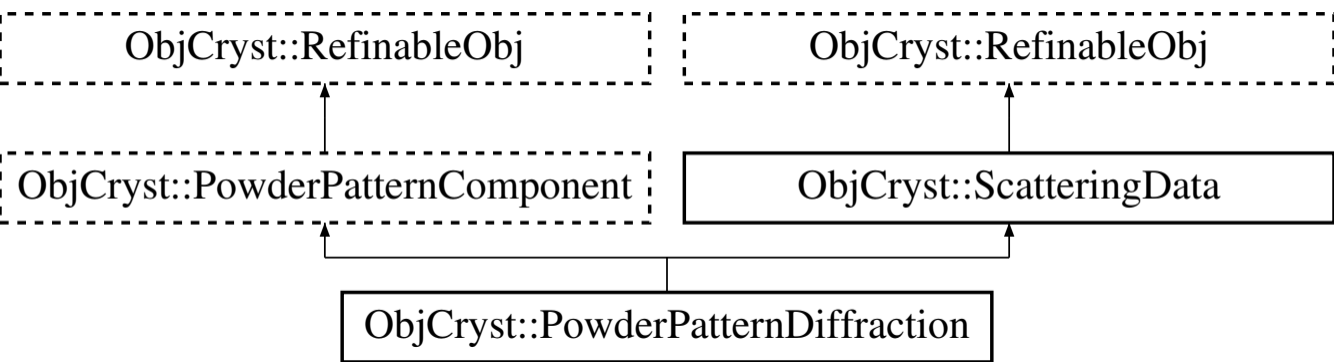 ObjCryst::RefinableObj ObjCryst::RefinableObj
ObjCryst::PowderPatternComponent ObjCryst::ScatteringData
ObjCryst::PowderPatternDiffraction